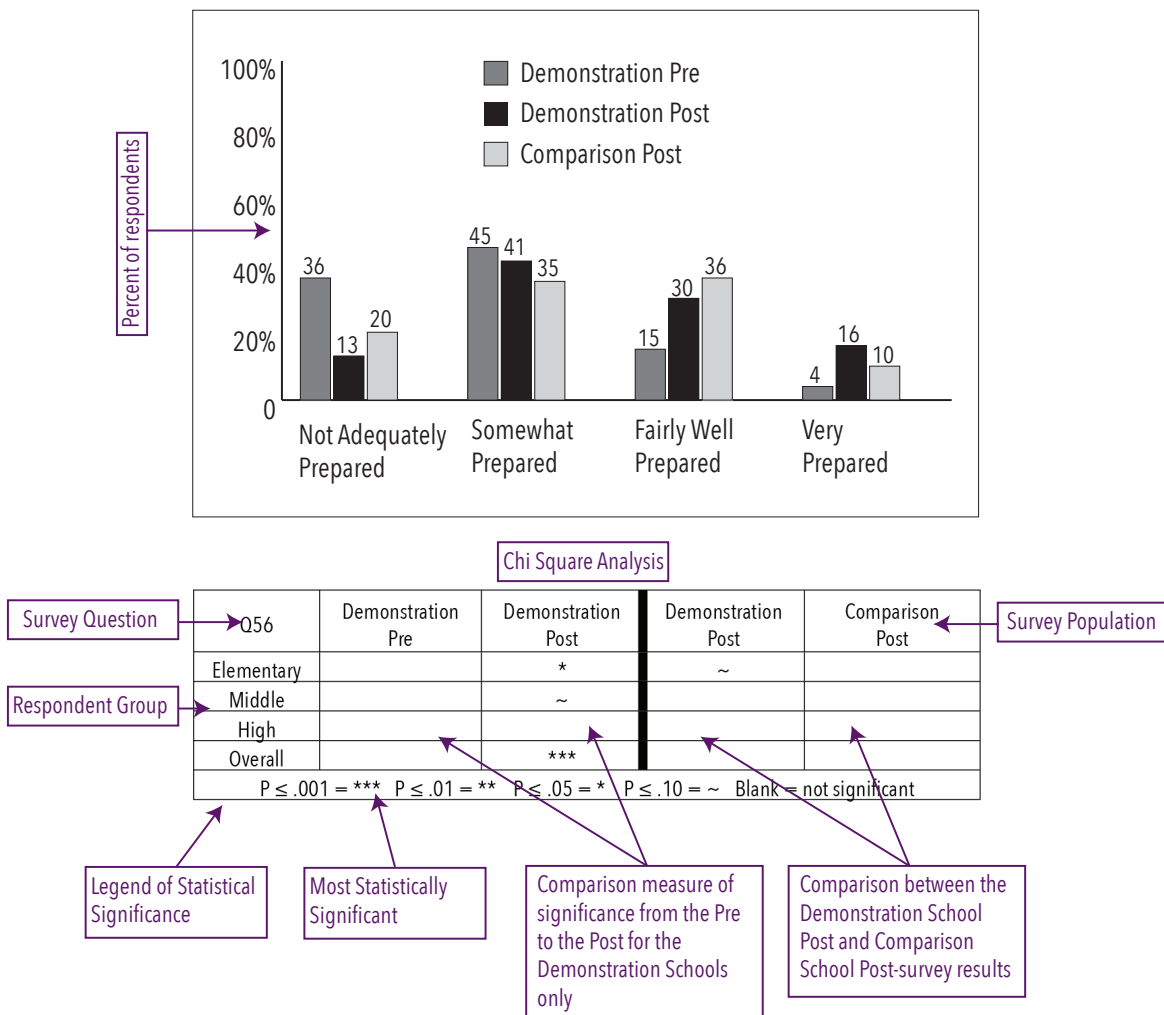 100%
80%
60%
40%
20%
0
Percent of respondents
Demonstration Pre
Demonstration Post
Comparison Post
36
13
20
45
41
35
15
30
36
4
16
10
Not Adequately
Prepared
Somewhat
Prepared
Fairly Well
Prepared
Very
Prepared
Chi Square Analysis
Survey Question
Q56
Demonstration
Pre
Demonstration
Post
Demonstration
Post
Comparison
Post
Survey Population
Elementary * ~
Respondent Group
Middle ~
High
Overall ***
P ≤ .001 = *** P ≤ .01 = ** P ≤ .05 = * P ≤ .10 = ~ Blank = not significant
Legend of Statistical
Significance
Most Statistically
Significant
Comparison measure of
significance from the Pre
to the Post for the
Demonstration Schools
only
Comparison between the
Demonstration School
Post and Comparison
School Post-survey results